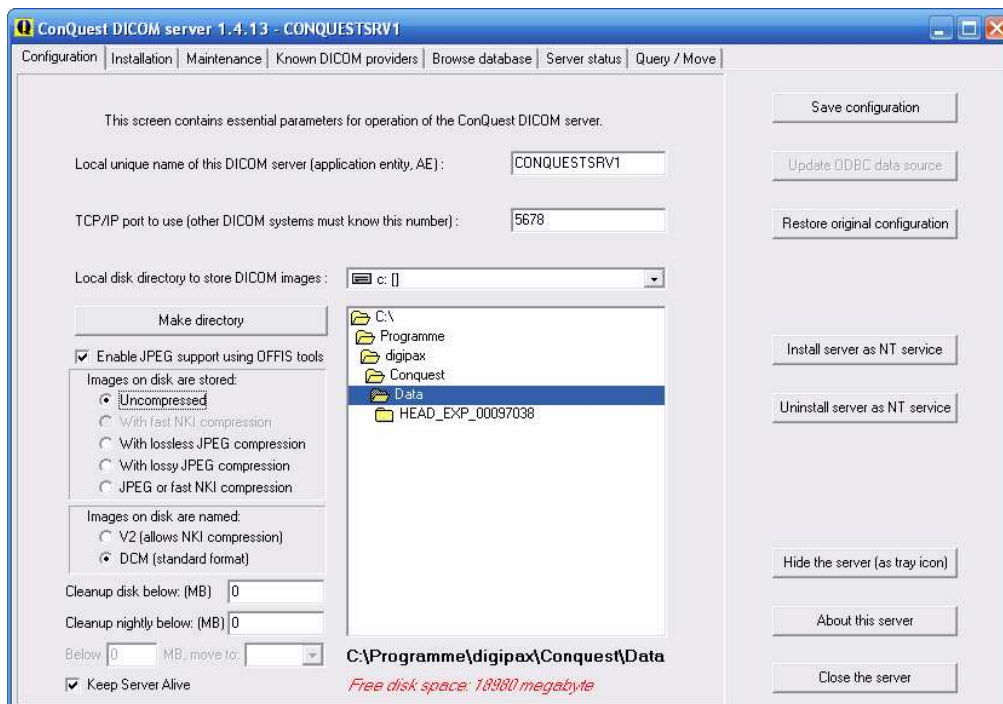 ConQuest DICOM server 1.4.13 - CONQUESTSRV1
Configuration Installation Maintenance Known DICOM providers Browse database Server status Query / Move
This screen contains essential parameters for operation of the ConQuest DICOM server.
Local unique name of this DICOM server (application entity, AE) : CONQUESTSRV1
TCP/IP port to use (other DICOM systems must know this number) : 5678
Local disk directory to store DICOM images : c: []
Make directory
Enable JPEG support using OFFIS tools
Images on disk are stored:
Uncompressed
With fast NKI compression
With lossless JPEG compression
With lossy JPEG compression
JPEG or fast NKI compression
Images on disk are named:
V2 (allows NKI compression)
DCM (standard format)
Cleanup disk below: (MB) 0
Cleanup nightly below: (MB) 0
Below 0 MB, move to:
Keep Server Alive
C:\
Programme
digipax
Conquest
Data
HEAD_EXP_00097038
C:\Programme\digipax\Conquest\Data
Free disk space: 18980 megabyte
Save configuration
Update ODBC data source
Restore original configuration
Install server as NT service
Uninstall server as NT service
Hide the server (as tray icon)
About this server
Close the server